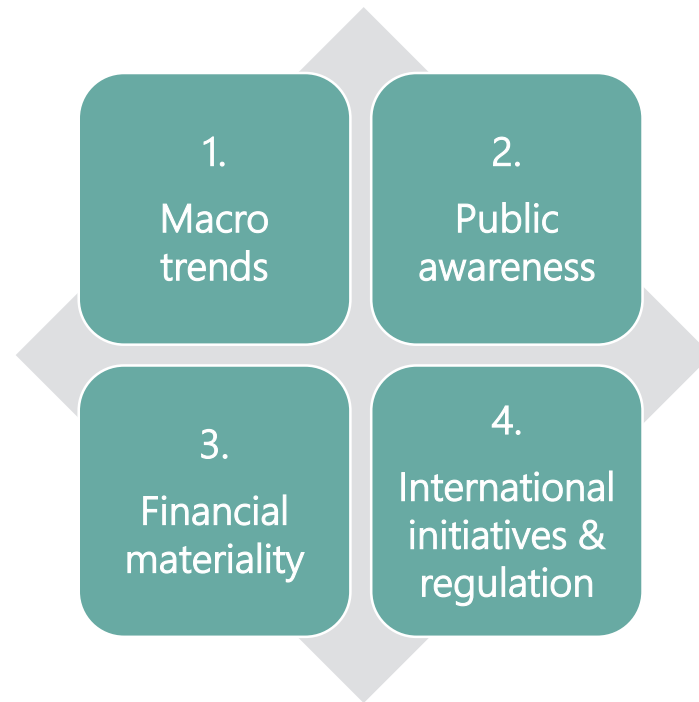 1.
Macro
trends
2.
Public
awareness
3.
Financial
materiality
4.
International
initiatives &
regulation